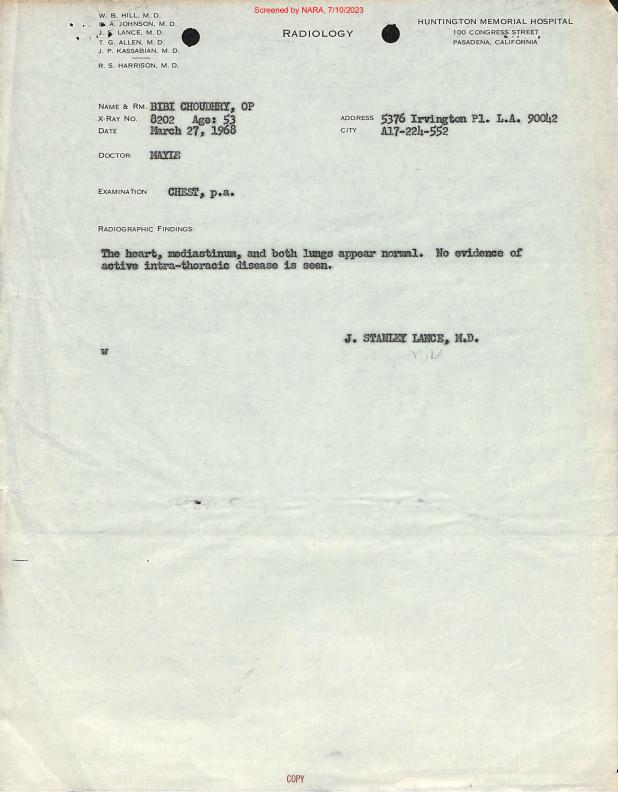 Screened by NARA, 7/10/2023
W. B. HILL, M. D.
A. JOHNSON, M. D.
J. S. LANCE, M. D.
T. G. ALLEN, M. D.
J. P. KASSABIAN, M. D.
R. S. HARRISON, M. D.
RADIOLOGY
HUNTINGTON MEMORIAL HOSPITAL
100 CONGRESS STREET
PASADENA, CALIFORNIA
NAME & RM. BIBI CHOUDHRY, OP
X-RAY NO. 8202 Age: 53 ADDRESS 5376 Irvington Pl. L.A. 90042
DATE March 27, 1968 CITY A17-224-552
DOCTOR: MAYIE
EXAMINATION CHEST, p.a.
RADIOGRAPHIC FINDINGS:
The heart, mediastinum, and both lungs appear normal. No evidence of
active intra-thoracic disease is seen.
J. STANLEY LANCE, M.D.
W
COPY